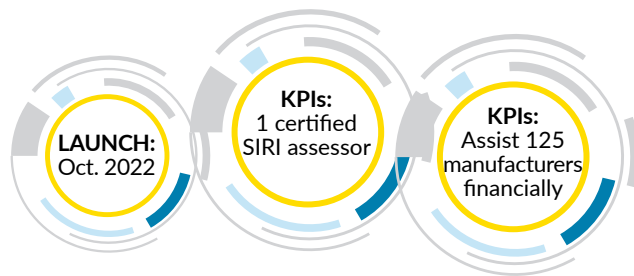 LAUNCH:
Oct. 2022
KPIs:
1 certified
SIRI assessor
KPIs:
Assist 125
manufacturers
financially